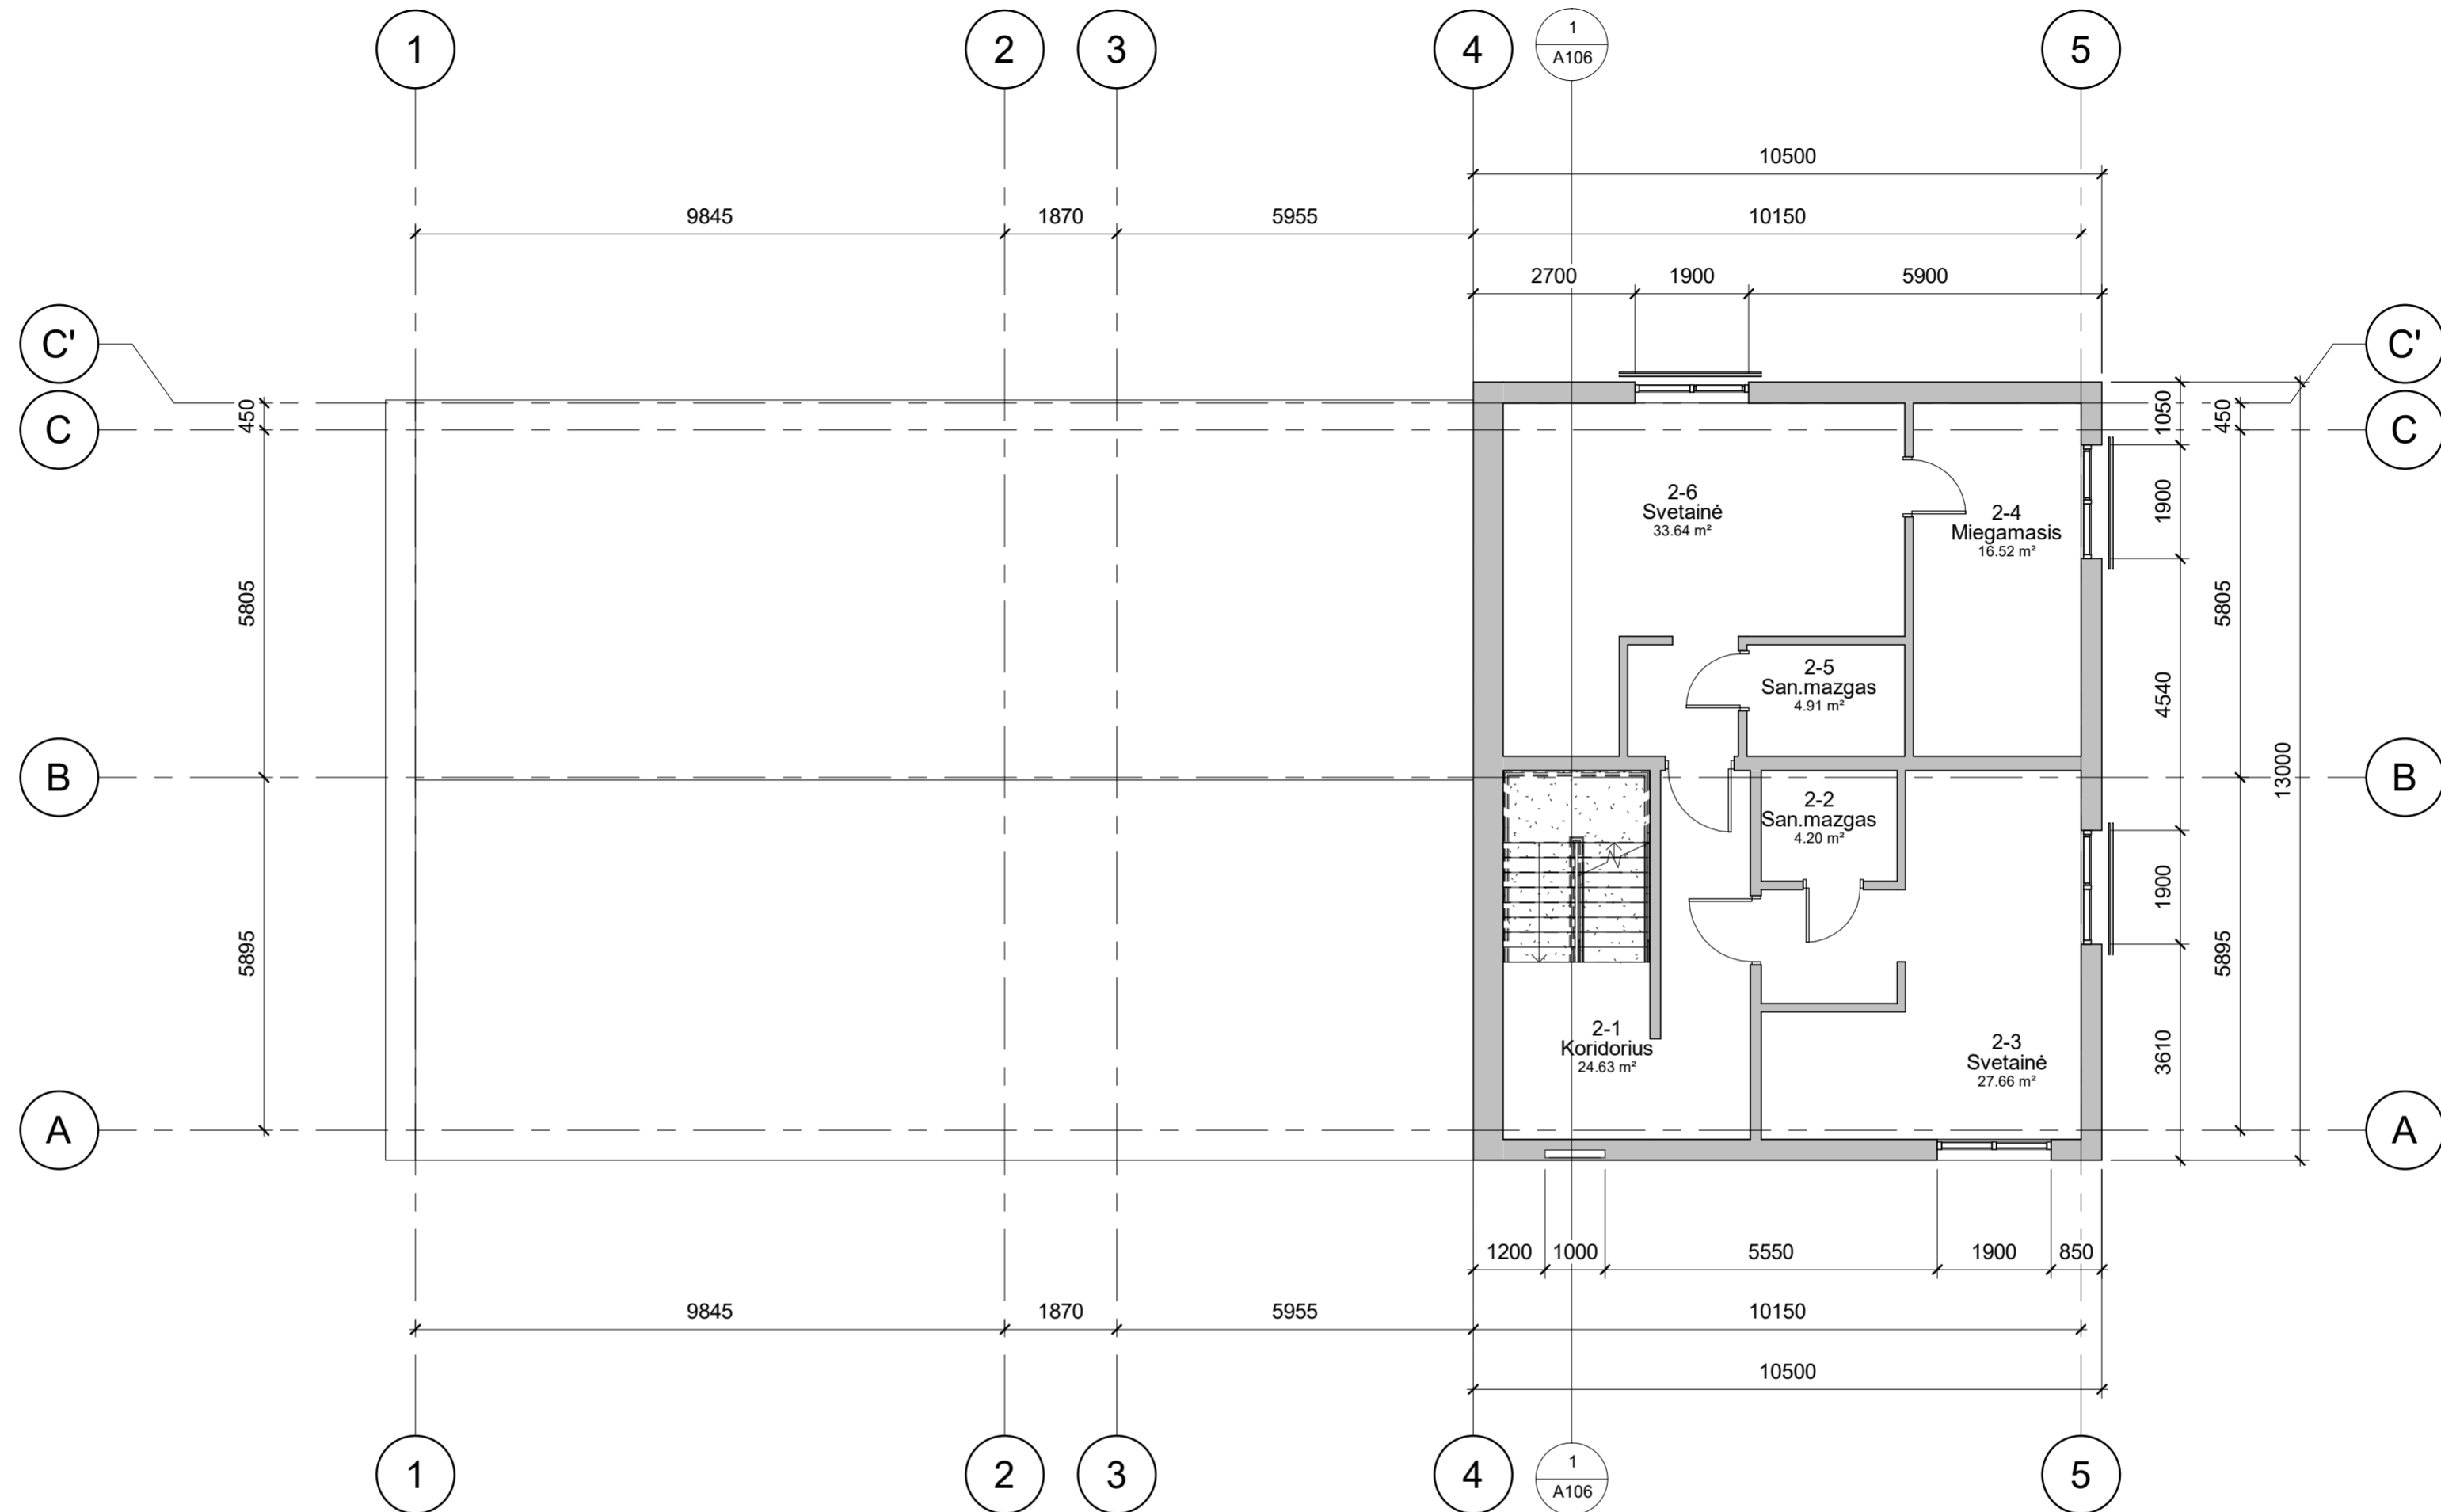 1
2
3
4
1
A106
5
10500
9845
1870
5955
10150
2700
1900
5900
C'
C'
C
C
450
1050
450
2-6
Svetainė
33.64 m²
1900
2-4
Miegamasis
16.52 m²
5805
5805
2-5
San.mazgas
4.91 m²
4540
B
B
13000
2-2
San.mazgas
4.20 m²
1900
5895
5895
2-1
Koridorius
24.63 m²
2-3
Svetainė
27.66 m²
3610
A
A
1200
1000
5550
1900
850
9845
1870
5955
10150
10500
1
2
3
4
1
A106
5